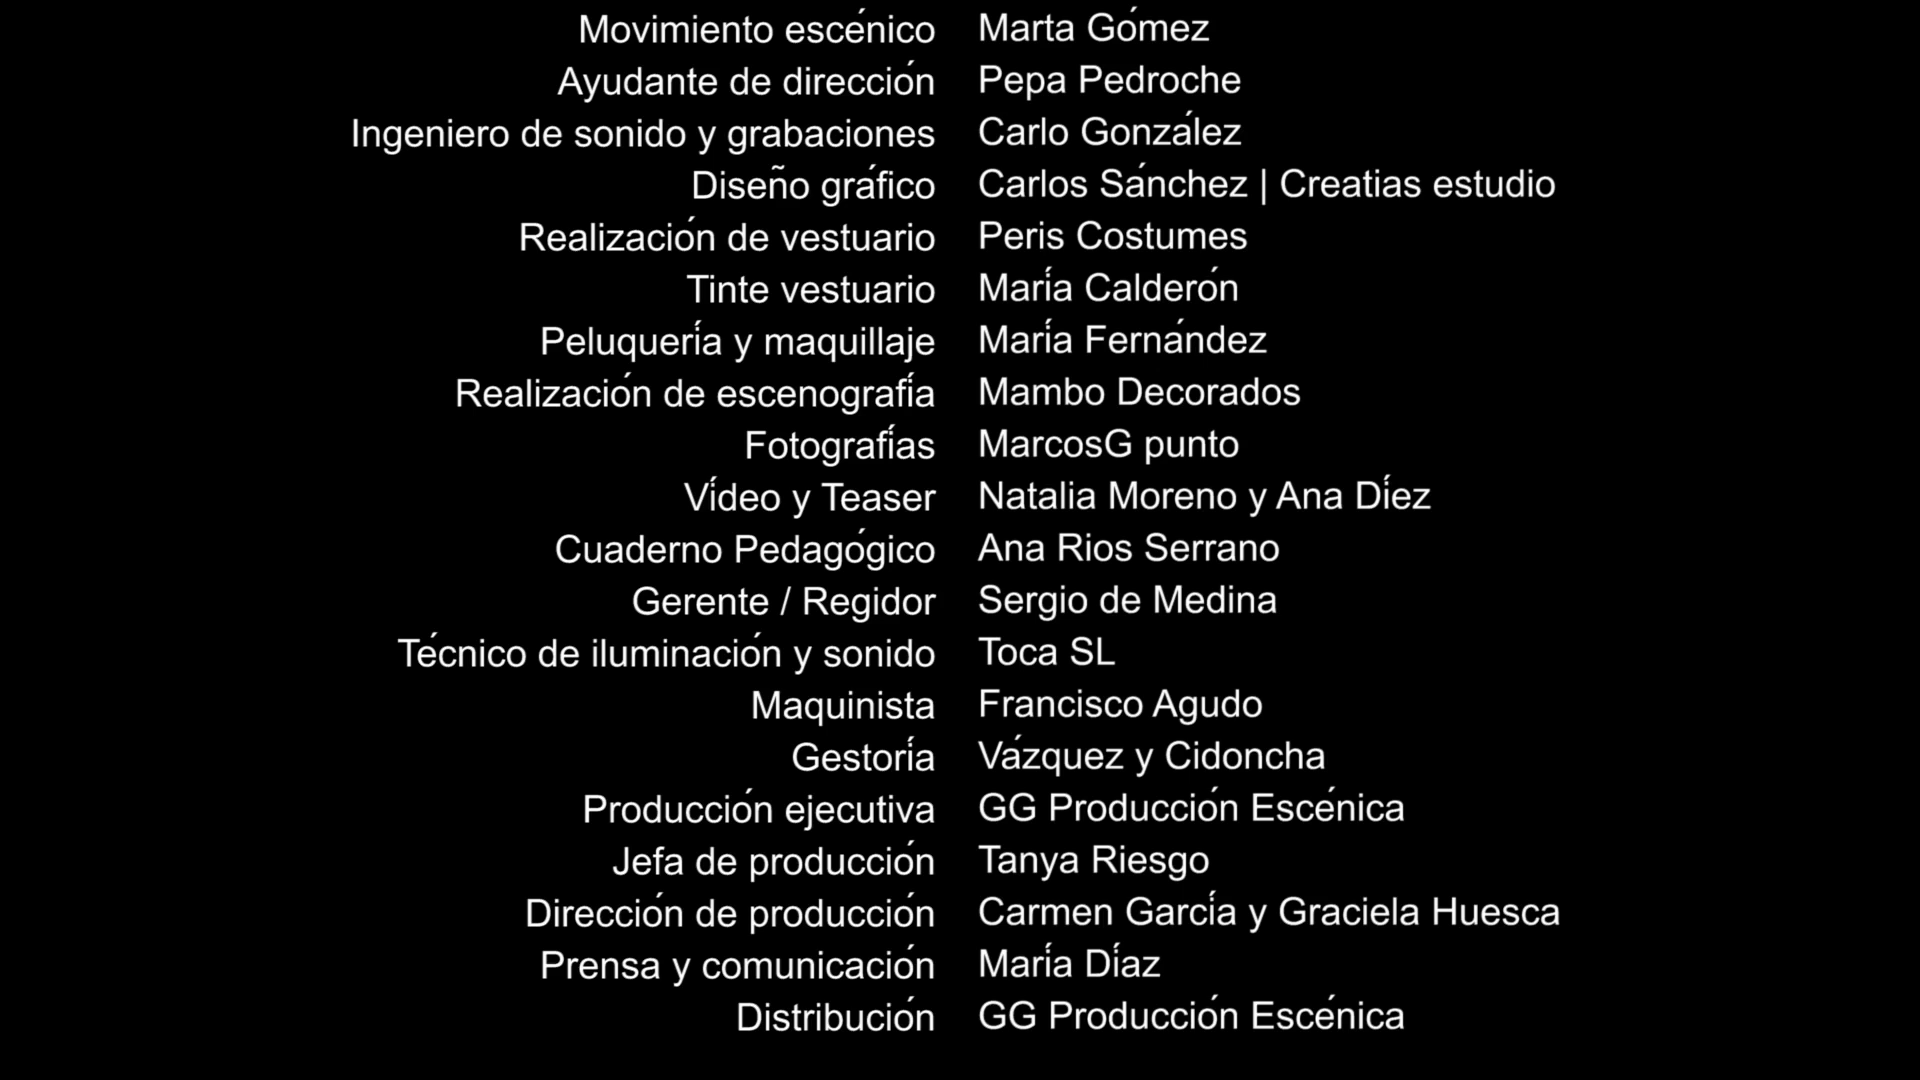 Movimiento escénico Marta Gómez
Ayudante de dirección Pepa Pedroche
Ingeniero de sonido y grabaciones Carlo González
Diseño gráfico Carlos Sánchez | Creatias estudio
Realización de vestuario Peris Costumes
Tinte vestuario María Calderón
Peluquería y maquillaje María Fernández
Realización de escenografía Mambo Decorados
Fotografías MarcosG punto
Vídeo y Teaser Natalia Moreno y Ana Díez
Cuaderno Pedagógico Ana Rios Serrano
Gerente / Regidor Sergio de Medina
Técnico de iluminación y sonido Toca SL
Maquinista Francisco Agudo
Gestoría Vázquez y Cidoncha
Producción ejecutiva GG Producción Escénica
Jefa de producción Tanya Riesgo
Dirección de producción Carmen García y Graciela Huesca
Prensa y comunicación María Díaz
Distribución GG Producción Escénica